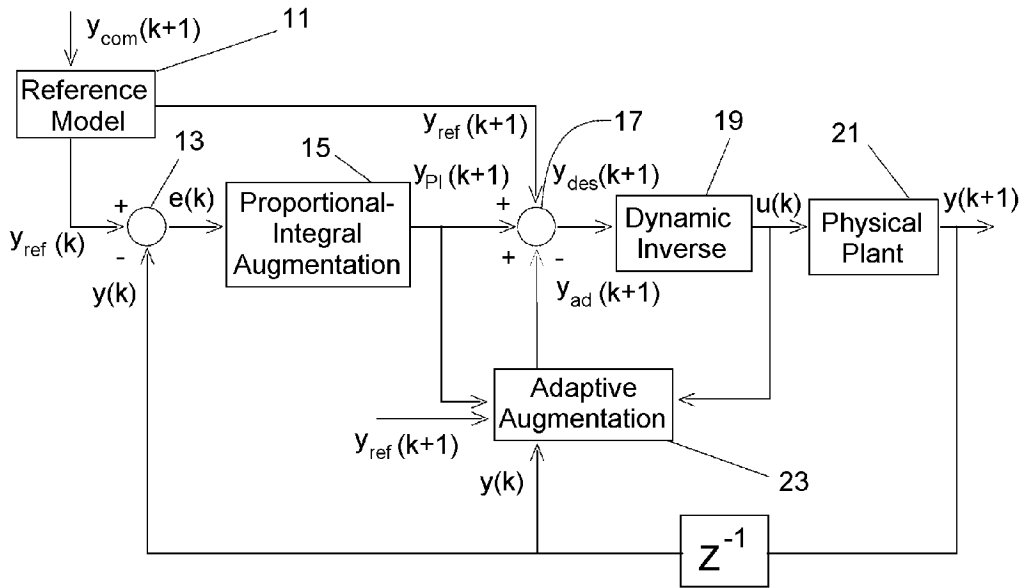 y_com(k+1)
11
Reference
Model
13
15
y_ref(k+1)
17
19
21
y_PI(k+1)
y_des(k+1)
+
e(k)
Proportional-
Integral
Augmentation
+
Dynamic
Inverse
u(k)
Physical
Plant
y(k+1)
y_ref(k)
-
+
-
y(k)
y_ad(k+1)
Adaptive
Augmentation
y_ref(k+1)
y(k)
23
Z^-1